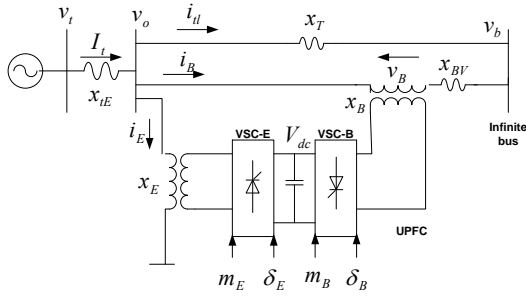 v_t
v_o
i_tl
x_T
v_b
I_t
i_B
v_B
x_BV
x_tE
x_B
i_E
VSC-E
V_dc
VSC-B
Infinite
bus
x_E
UPFC
m_E
δ_E
m_B
δ_B